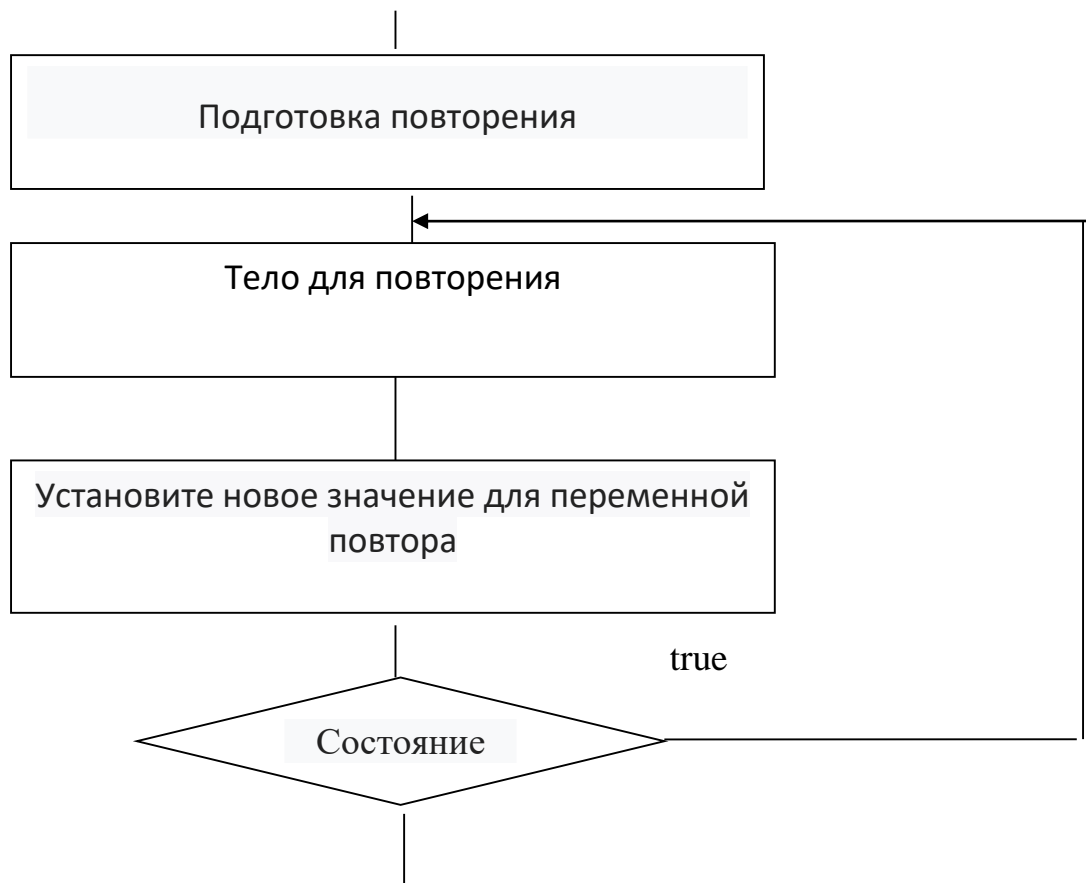 Подготовка повторения
Тело для повторения
Установите новое значение для переменной
повтора
true
Состояние